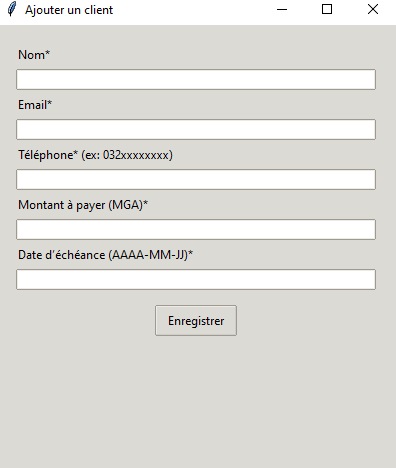 Ajouter un client
Nom*
Email*
Téléphone* (ex: 032xxxxxxxx)
Montant à payer (MGA)*
Date d'échéance (AAAA-MM-JJ)*
Enregistrer